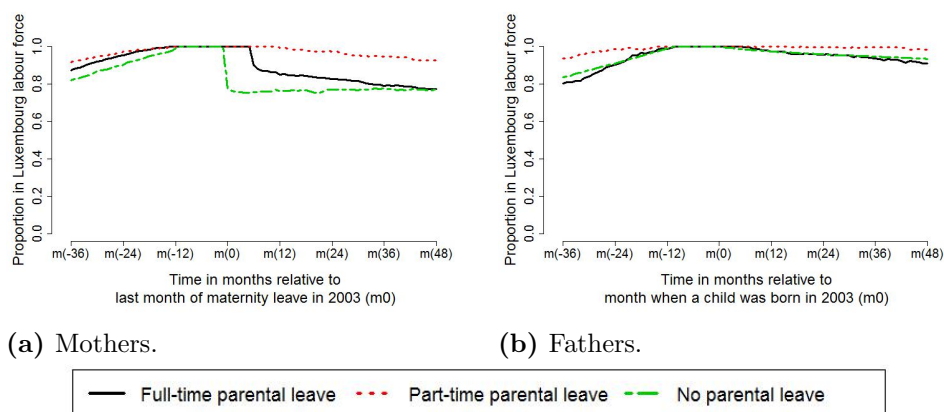 Proportion in Luxembourg labour force
0.0 0.2 0.4 0.6 0.8 1.0
m(-36) m(-24) m(-12) m(0) m(12) m(24) m(36) m(48)
Time in months relative to
last month of maternity leave in 2003 (m0)
(a) Mothers.
Proportion in Luxembourg labour force
0.0 0.2 0.4 0.6 0.8 1.0
m(-36) m(-24) m(-12) m(0) m(12) m(24) m(36) m(48)
Time in months relative to
month when a child was born in 2003 (m0)
(b) Fathers.
Full-time parental leave Part-time parental leave No parental leave